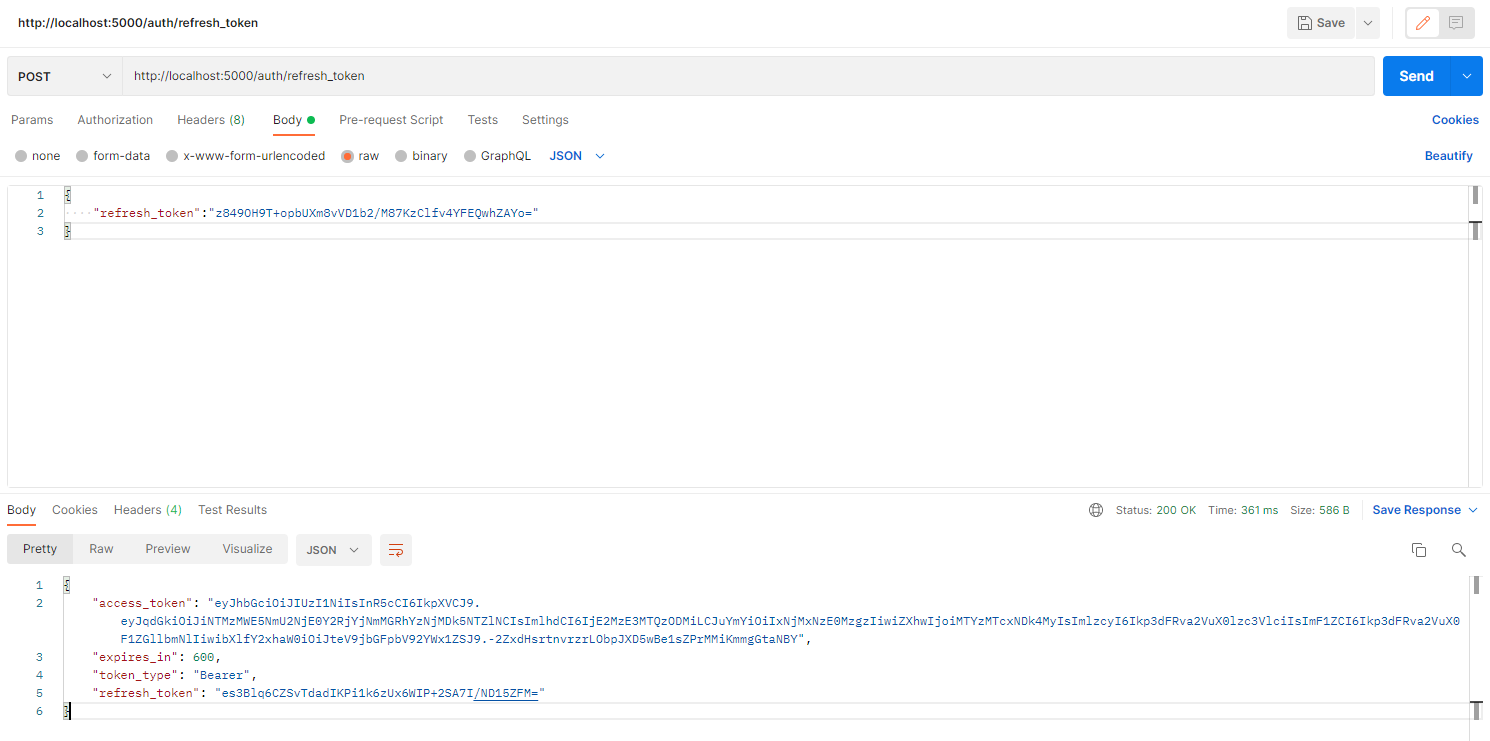 http://localhost:5000/auth/refresh_token
Save
POST
http://localhost:5000/auth/refresh_token
Send
Params Authorization Headers (8) Body Pre-request Script Tests Settings Cookies
none form-data x-www-form-urlencoded raw binary GraphQL JSON Beautify
1 {
2 "refresh_token":"z849OH9T+opbUXm8vVD1b2/M87KzClfv4YFEQwhZAYo="
3 }
Body Cookies Headers (4) Test Results Status: 200 OK Time: 361 ms Size: 586 B Save Response
Pretty Raw Preview Visualize JSON
1 {
2 "access_token": "eyJhbGciOiJIUzI1NiIsInR5cCI6IkpXVCJ9.
eyJqdGkiOiJiNTMzMWE5NmU2NjE0Y2RjYjNmMGRhYzNjMDk5NTZlNCIsImlhdCI6IjE2MzE3MTQzODMiLCJuYmYiOiIxNjMxNzE0MzgzIiwiZXhwIjoiMTYzMTcxNDk4MyIsImlzcyI6Ikp3dFRva2VuX0lzc3VlciIsImF1ZCI6Ikp3dFRva2VuX0
F1ZGllbmNlIiwibXlfY2xhaW0iOiJteV9jbGFpbV92YWx1ZSJ9.-2ZxdHsrtnvrzrLObpJXD5wBe1sZPrMMiKmmgGtaNBY",
3 "expires_in": 600,
4 "token_type": "Bearer",
5 "refresh_token": "es3Blq6CZSvTdadIKPi1k6zUx6WIP+2SA7I/ND15ZFM="
6 }